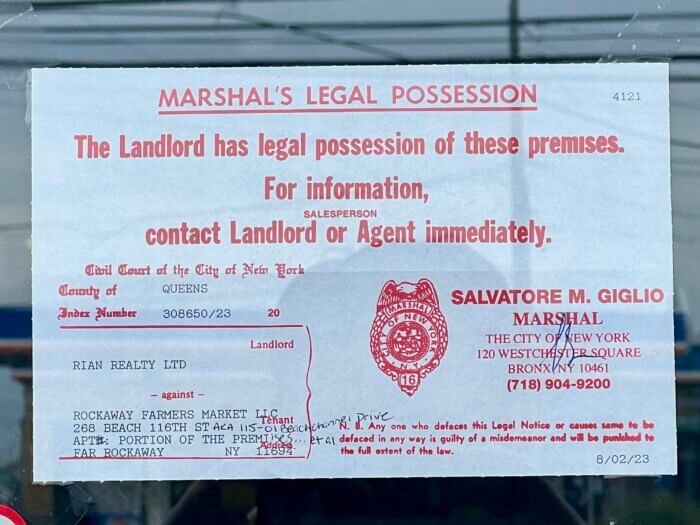 MARSHAL'S LEGAL POSSESSION
4121
The Landlord has legal possession of these premises.
For information,
SALESPERSON
contact Landlord or Agent immediately.
Civil Court of the City of New York
County of QUEENS
Index Number 308650/23 20
Landlord
RIAN REALTY LTD
– against –
ROCKAWAY FARMERS MARKET LLC
Tenant
268 BEACH 116TH ST AKA 115-01 Beach channel Drive
APT#: PORTION OF THE PREMISES... et al
Address
FAR ROCKAWAY NY 11694
MARSHAL
CITY OF NEW YORK
N.Y.
16
SALVATORE M. GIGLIO
MARSHAL
THE CITY OF NEW YORK
120 WESTCHESTER SQUARE
BRONX NY 10461
(718) 904-9200
N. B. Any one who defaces this Legal Notice or causes same to be
defaced in any way is guilty of a misdemeanor and will be punished to
the full extent of the law.
8/02/23